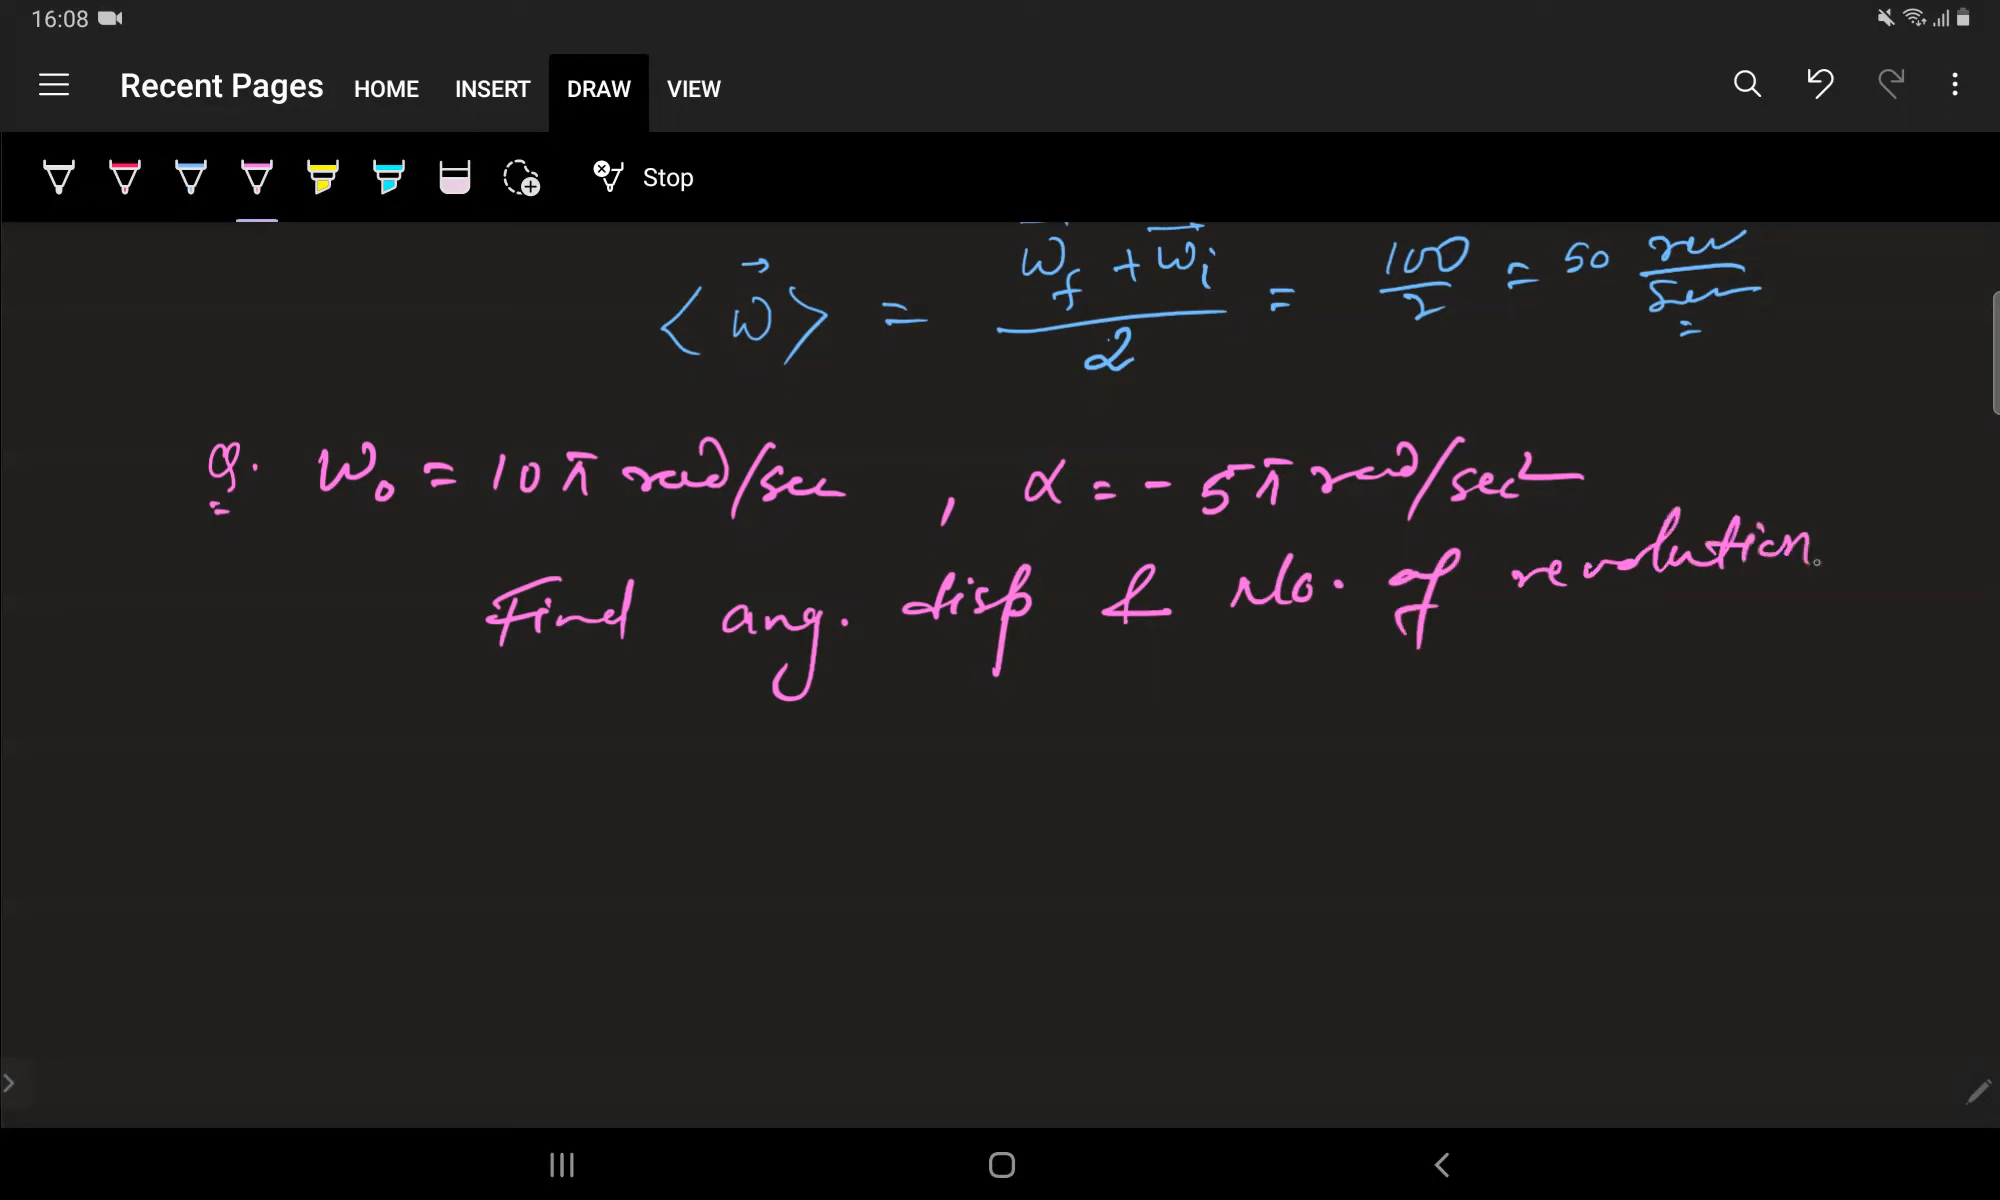 16:08
Recent Pages HOME INSERT DRAW VIEW
Stop
⟨ω⃗⟩ = (ω⃗f + ω⃗i)/2 = 100/2 = 50 rev/sec
Q. ω₀ = 10π rad/sec , α = - 5π rad/sec²
Find ang. disp & No. of revolution.